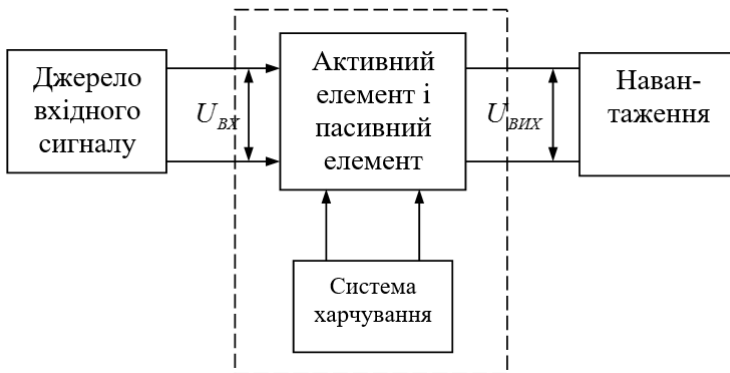 Джерело
вхідного
сигналу
U_ВХ
Активний
елемент і
пасивний
елемент
U_ВИХ
Наван-
таження
Система
харчування